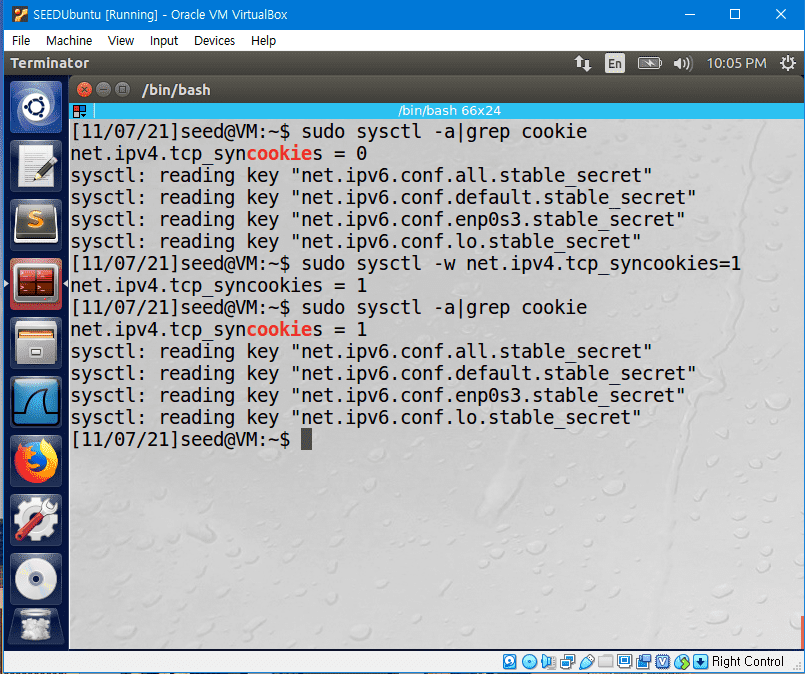 SEEDUbuntu [Running] - Oracle VM VirtualBox
File Machine View Input Devices Help
Terminator En 10:05 PM
/bin/bash
/bin/bash 66x24
[11/07/21]seed@VM:~$ sudo sysctl -a|grep cookie
net.ipv4.tcp_syncookies = 0
sysctl: reading key "net.ipv6.conf.all.stable_secret"
sysctl: reading key "net.ipv6.conf.default.stable_secret"
sysctl: reading key "net.ipv6.conf.enp0s3.stable_secret"
sysctl: reading key "net.ipv6.conf.lo.stable_secret"
[11/07/21]seed@VM:~$ sudo sysctl -w net.ipv4.tcp_syncookies=1
net.ipv4.tcp_syncookies = 1
[11/07/21]seed@VM:~$ sudo sysctl -a|grep cookie
net.ipv4.tcp_syncookies = 1
sysctl: reading key "net.ipv6.conf.all.stable_secret"
sysctl: reading key "net.ipv6.conf.default.stable_secret"
sysctl: reading key "net.ipv6.conf.enp0s3.stable_secret"
sysctl: reading key "net.ipv6.conf.lo.stable_secret"
[11/07/21]seed@VM:~$
Right Control